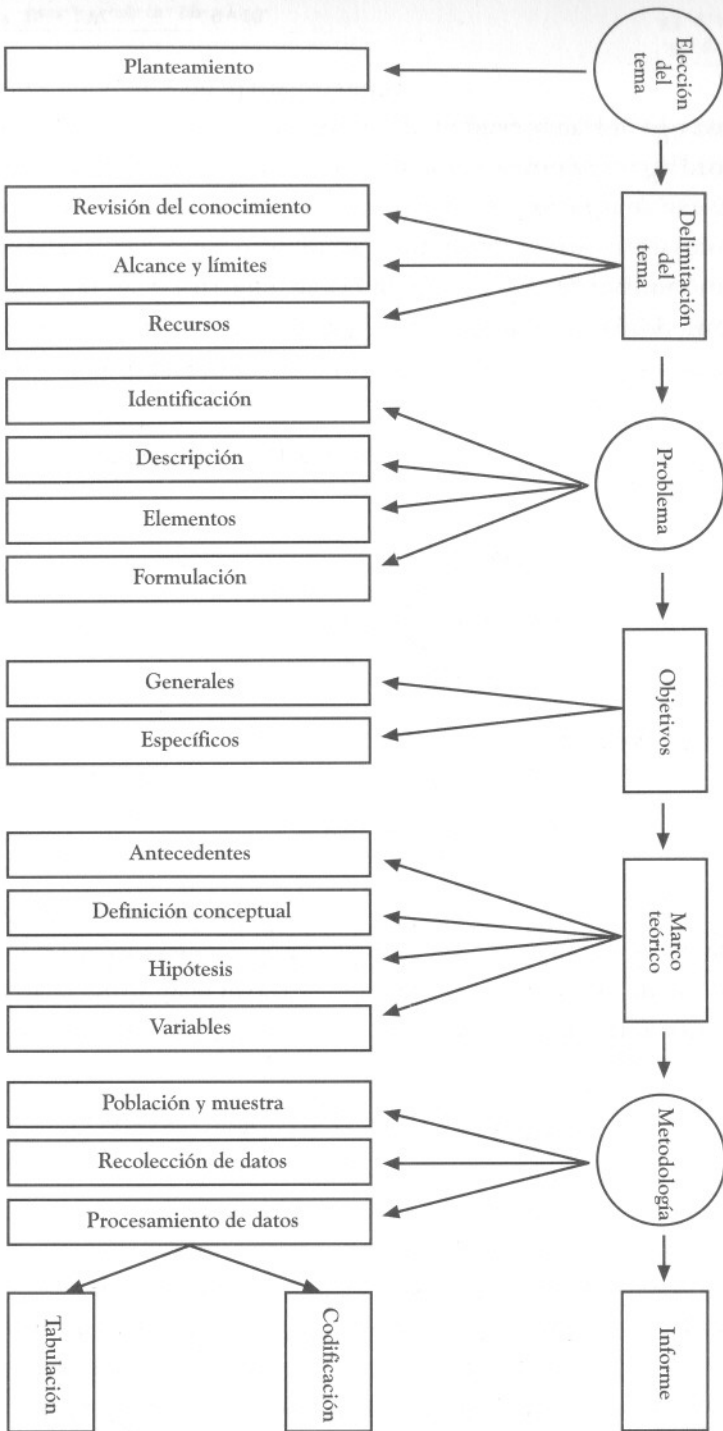 Elección
del
tema
Planteamiento
Delimitación
del
tema
Revisión del conocimiento
Alcance y límites
Recursos
Problema
Identificación
Descripción
Elementos
Formulación
Objetivos
Generales
Específicos
Marco
teórico
Antecedentes
Definición conceptual
Hipótesis
Variables
Metodología
Población y muestra
Recolección de datos
Procesamiento de datos
Tabulación
Codificación
Informe